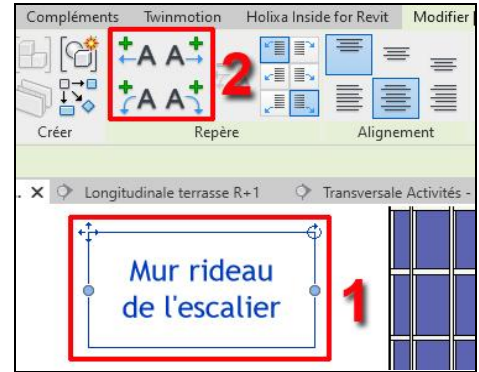 Compléments Twinmotion Holixa Inside for Revit Modifier |
A A
A A
2
Créer Repère Alignement
. X Longitudinale terrasse R+1 Transversale Activités -
Mur rideau
de l'escalier
1